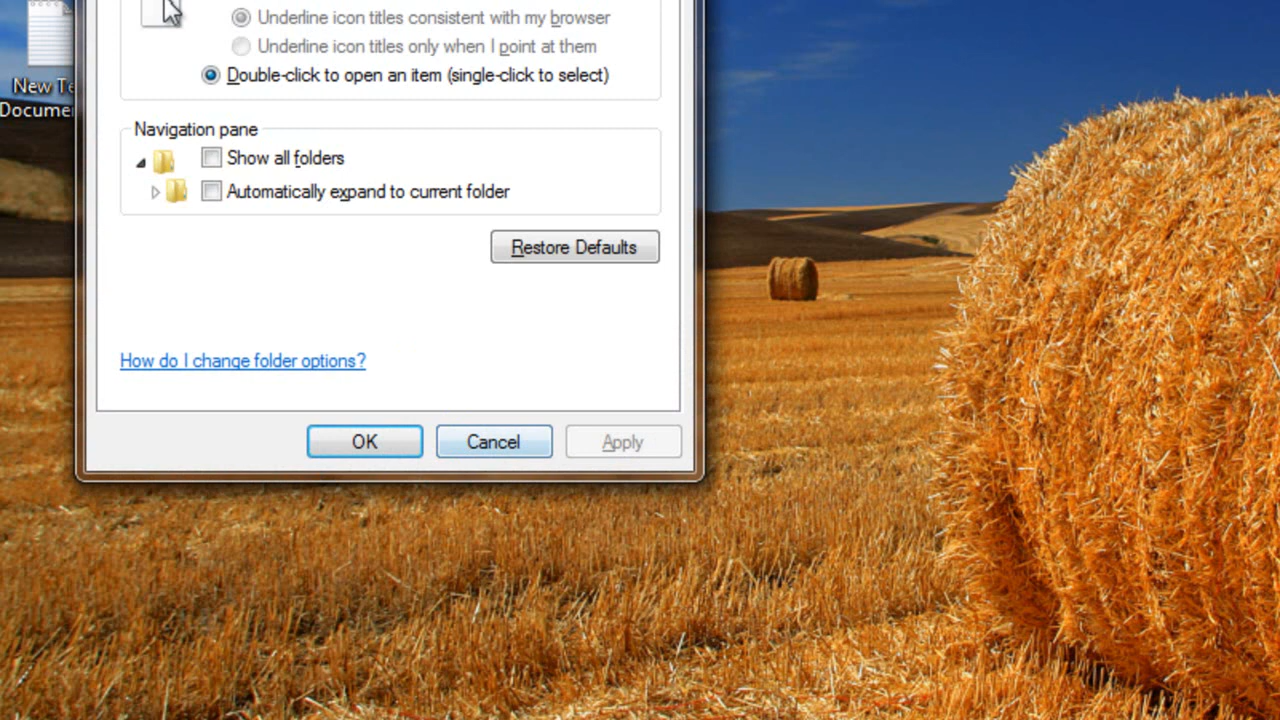 Underline icon titles consistent with my browser
Underline icon titles only when I point at them
Double-click to open an item (single-click to select)
New Te
Documen
Navigation pane
Show all folders
Automatically expand to current folder
Restore Defaults
How do I change folder options?
OK Cancel Apply